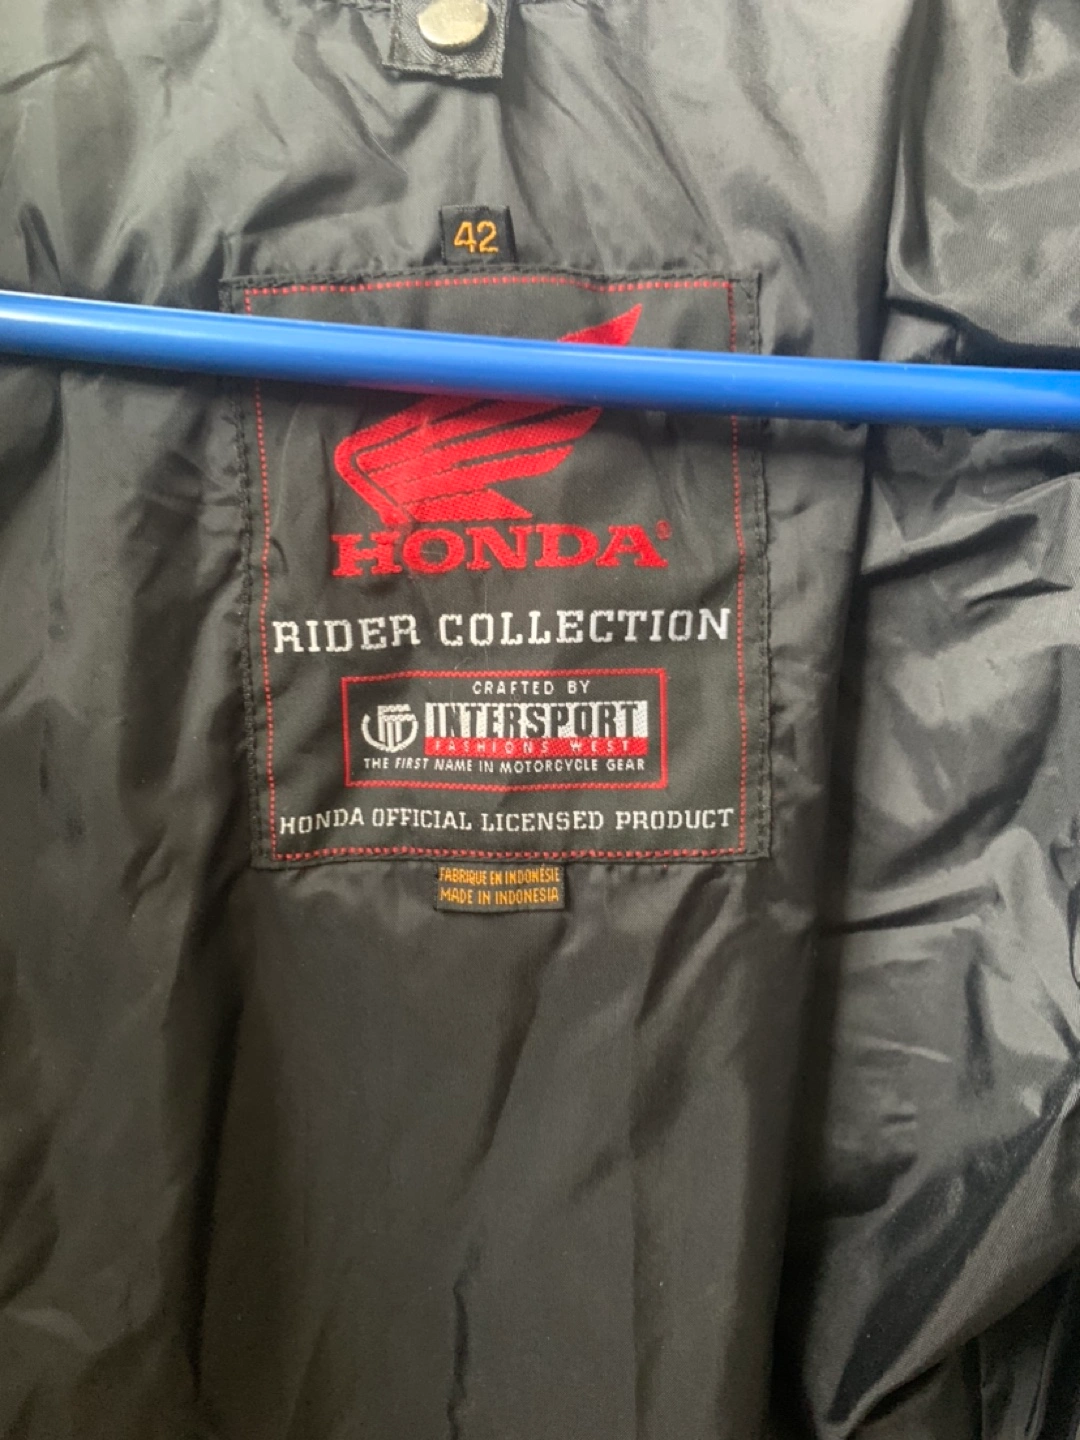 42
HONDA®
RIDER COLLECTION
CRAFTED BY
INTERSPORT
FASHIONS WEST
THE FIRST NAME IN MOTORCYCLE GEAR
HONDA OFFICIAL LICENSED PRODUCT
FABRIQUE EN INDONÉSIE
MADE IN INDONESIA